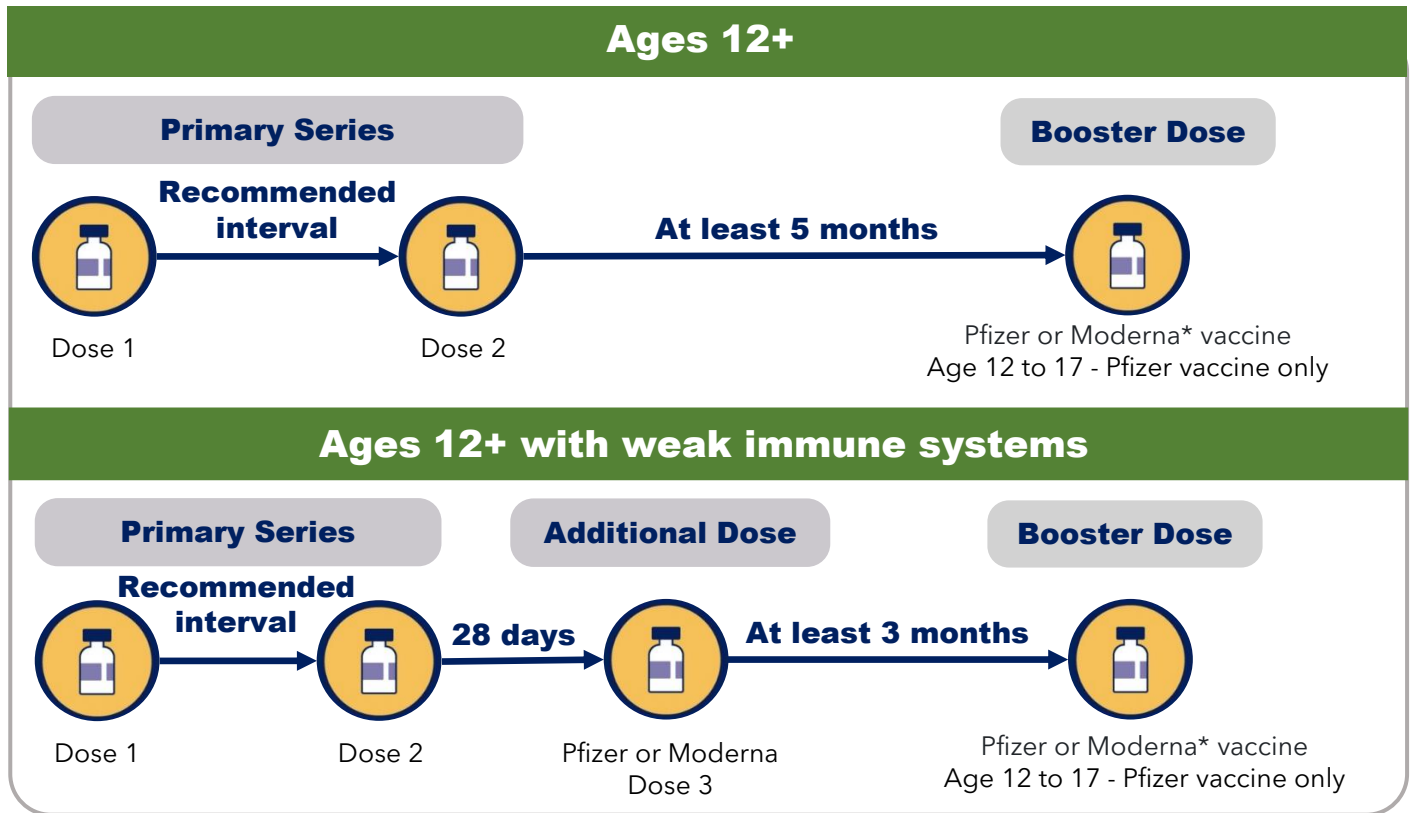 Ages 12+
Primary Series
Booster Dose
Recommended
interval
At least 5 months
Dose 1
Dose 2
Pfizer or Moderna* vaccine
Age 12 to 17 - Pfizer vaccine only
Ages 12+ with weak immune systems
Primary Series
Additional Dose
Booster Dose
Recommended
interval
28 days
At least 3 months
Dose 1
Dose 2
Pfizer or Moderna
Dose 3
Pfizer or Moderna* vaccine
Age 12 to 17 - Pfizer vaccine only